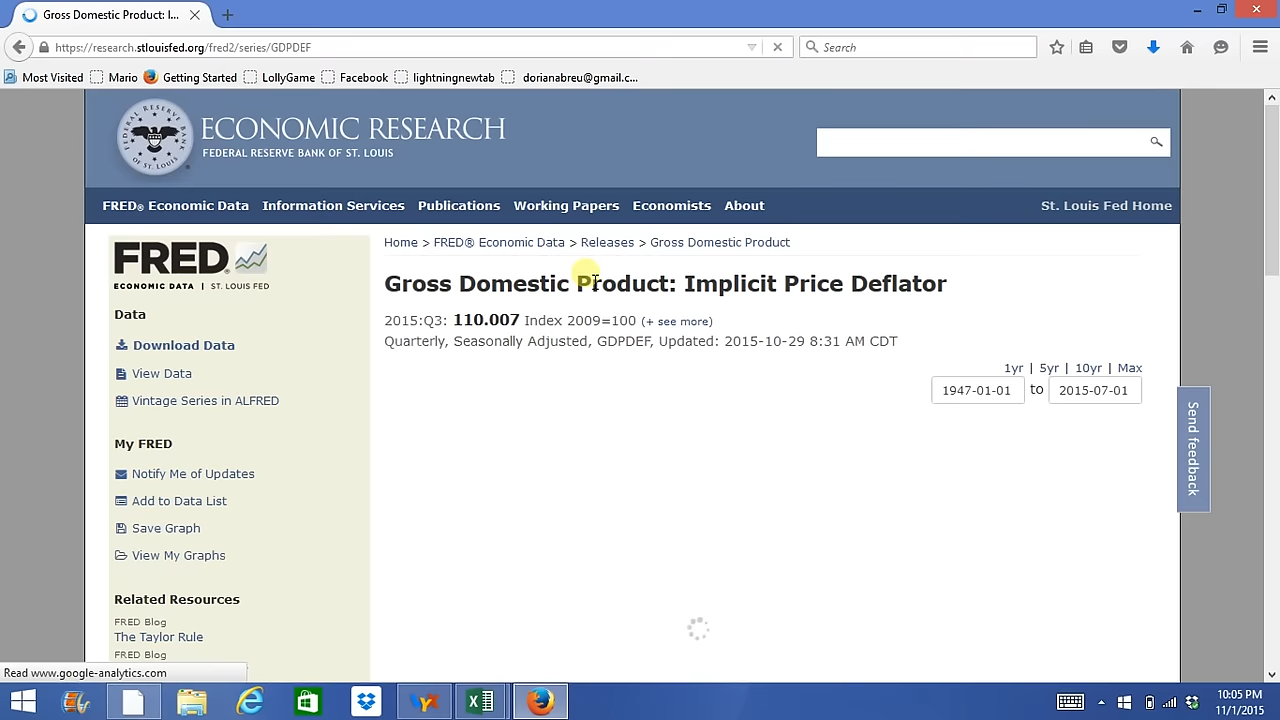 Gross Domestic Product: I...
https://research.stlouisfed.org/fred2/series/GDPDEF
Search
Most Visited
Mario
Getting Started
LollyGame
Facebook
lightningnewtab
dorianabreu@gmail.c...
ECONOMIC RESEARCH
FEDERAL RESERVE BANK OF ST. LOUIS
FRED® Economic Data
Information Services
Publications
Working Papers
Economists
About
St. Louis Fed Home
FRED®
ECONOMIC DATA | ST. LOUIS FED
Data
Download Data
View Data
Vintage Series in ALFRED
My FRED
Notify Me of Updates
Add to Data List
Save Graph
View My Graphs
Related Resources
FRED Blog
The Taylor Rule
FRED Blog
Home > FRED® Economic Data > Releases > Gross Domestic Product
Gross Domestic Product: Implicit Price Deflator
2015:Q3: 110.007 Index 2009=100 (+ see more)
Quarterly, Seasonally Adjusted, GDPDEF, Updated: 2015-10-29 8:31 AM CDT
1yr | 5yr | 10yr | Max
1947-01-01 to 2015-07-01
Send feedback
Read www.google-analytics.com
10:05 PM
11/1/2015